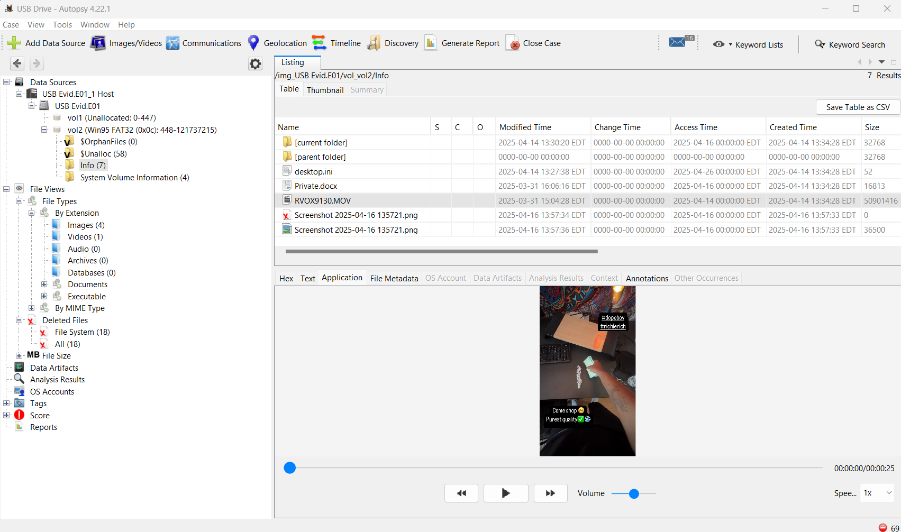 USB Drive - Autopsy 4.22.1
Case View Tools Window Help
Add Data Source Images/Videos Communications Geolocation Timeline Discovery Generate Report Close Case Keyword Lists Keyword Search
Listing
/img_USB Evid.E01/vol_vol2/Info
7 Results
Table Thumbnail Summary
Save Table as CSV
Name S C O Modified Time Change Time Access Time Created Time Size
[current folder] 2025-04-14 13:30:20 EDT 0000-00-00 00:00:00 2025-04-16 00:00:00 EDT 2025-04-14 13:34:28 EDT 32768
[parent folder] 0000-00-00 00:00:00 0000-00-00 00:00:00 0000-00-00 00:00:00 0000-00-00 00:00:00 32768
desktop.ini 2025-04-14 13:27:38 EDT 0000-00-00 00:00:00 2025-04-26 00:00:00 EDT 2025-04-14 13:34:28 EDT 52
Private.docx 2025-03-31 16:06:16 EDT 0000-00-00 00:00:00 2025-04-16 00:00:00 EDT 2025-04-14 13:34:28 EDT 16813
RVOX9130.MOV 2025-03-31 15:04:28 EDT 0000-00-00 00:00:00 2025-04-14 00:00:00 EDT 2025-04-14 13:34:28 EDT 50901416
Screenshot 2025-04-16 135721.png 2025-04-16 13:57:34 EDT 0000-00-00 00:00:00 2025-04-16 00:00:00 EDT 2025-04-16 13:57:33 EDT 0
Screenshot 2025-04-16 135721.png 2025-04-16 13:57:36 EDT 0000-00-00 00:00:00 2025-04-16 00:00:00 EDT 2025-04-16 13:57:33 EDT 36500
Data Sources
USB Evid.E01_1 Host
USB Evid.E01
vol1 (Unallocated: 0-447)
vol2 (Win95 FAT32 (0x0c): 448-121737215)
$OrphanFiles (0)
$Unalloc (58)
Info (7)
System Volume Information (4)
File Views
File Types
By Extension
Images (4)
Videos (1)
Audio (0)
Archives (0)
Databases (0)
Documents
Executable
By MIME Type
Deleted Files
File System (18)
All (18)
MB File Size
Data Artifacts
Analysis Results
OS Accounts
Tags
Score
Reports
Hex Text Application File Metadata OS Account Data Artifacts Analysis Results Context Annotations Other Occurrences
#dopeboy
#richlerich
Come shop
Purest quality✅
00:00:00/00:00:25
Volume
Spee... 1x
69